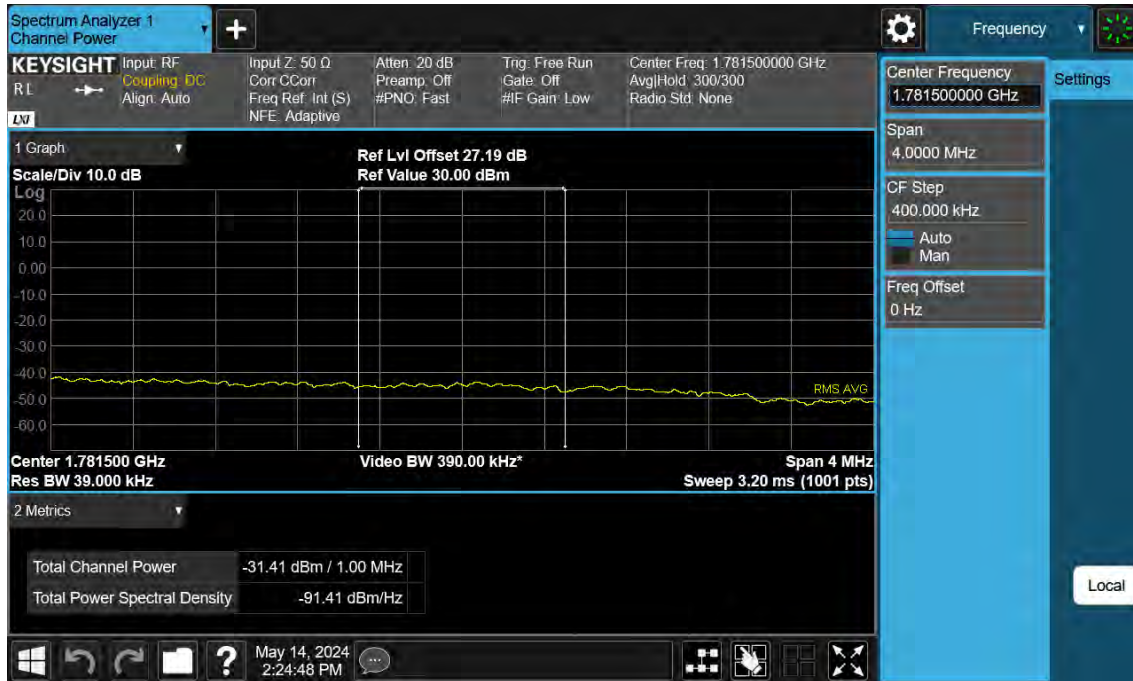 Spectrum Analyzer 1
Channel Power
Frequency
KEYSIGHT
RL
LXI
Input: RF
Coupling: DC
Align: Auto
Input Z: 50 Ω
Corr CCorr
Freq Ref: Int (S)
NFE: Adaptive
Atten: 20 dB
Preamp: Off
#PNO: Fast
Trig: Free Run
Gate: Off
#IF Gain: Low
Center Freq: 1.781500000 GHz
Avg|Hold: 300/300
Radio Std: None
Center Frequency
1.781500000 GHz
Settings
Span
4.0000 MHz
CF Step
400.000 kHz
Auto
Man
Freq Offset
0 Hz
1 Graph
Scale/Div 10.0 dB
Ref Lvl Offset 27.19 dB
Ref Value 30.00 dBm
Log
20.0
10.0
0.00
-10.0
-20.0
-30.0
-40.0
-50.0
-60.0
RMS AVG
Center 1.781500 GHz
Video BW 390.00 kHz*
Span 4 MHz
Res BW 39.000 kHz
Sweep 3.20 ms (1001 pts)
2 Metrics
Total Channel Power -31.41 dBm / 1.00 MHz
Total Power Spectral Density -91.41 dBm/Hz
Local
?
May 14, 2024
2:24:48 PM